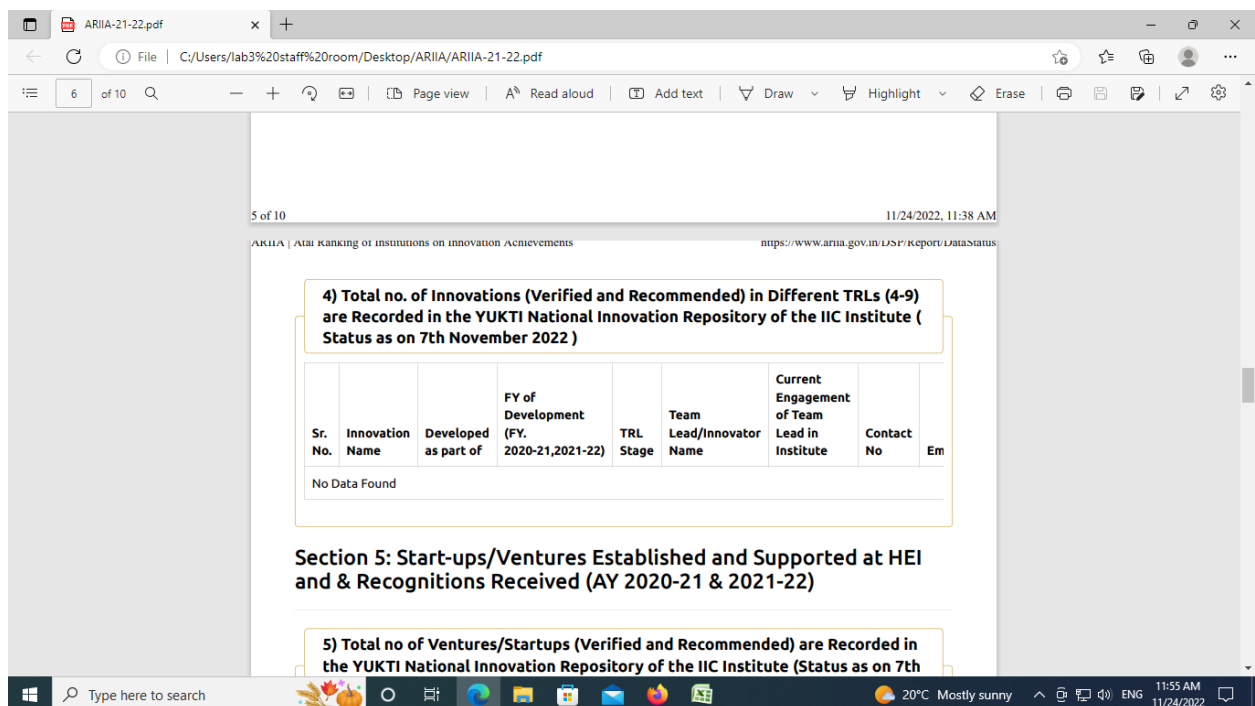 ARIIA-21-22.pdf
File | C:/Users/lab3%20staff%20room/Desktop/ARIIA/ARIIA-21-22.pdf
6 of 10 Page view Read aloud Add text Draw Highlight Erase
5 of 10 11/24/2022, 11:38 AM
ARIIA | Atal Ranking of Institutions on Innovation Achievements https://www.ariia.gov.in/DSP/Report/DataStatus
4) Total no. of Innovations (Verified and Recommended) in Different TRLs (4-9)
are Recorded in the YUKTI National Innovation Repository of the IIC Institute (
Status as on 7th November 2022 )
Sr.
No.
Innovation
Name
Developed
as part of
FY of
Development
(FY.
2020-21,2021-22)
TRL
Stage
Team
Lead/Innovator
Name
Current
Engagement
of Team
Lead in
Institute
Contact
No
Em
No Data Found
Section 5: Start-ups/Ventures Established and Supported at HEI
and & Recognitions Received (AY 2020-21 & 2021-22)
5) Total no of Ventures/Startups (Verified and Recommended) are Recorded in
the YUKTI National Innovation Repository of the IIC Institute (Status as on 7th
Type here to search
20°C Mostly sunny
ENG
11:55 AM
11/24/2022